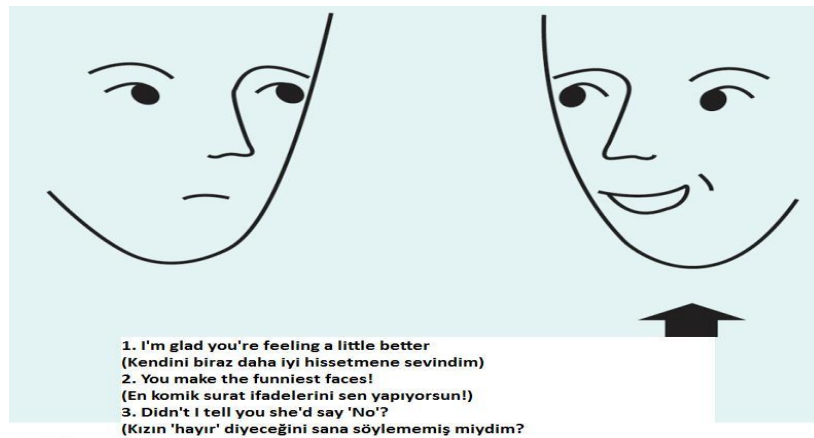 1. I'm glad you're feeling a little better
(Kendini biraz daha iyi hissetmene sevindim)
2. You make the funniest faces!
(En komik surat ifadelerini sen yapıyorsun!)
3. Didn't I tell you she'd say 'No'?
(Kızın 'hayır' diyeceğini sana söylememiş miydim?